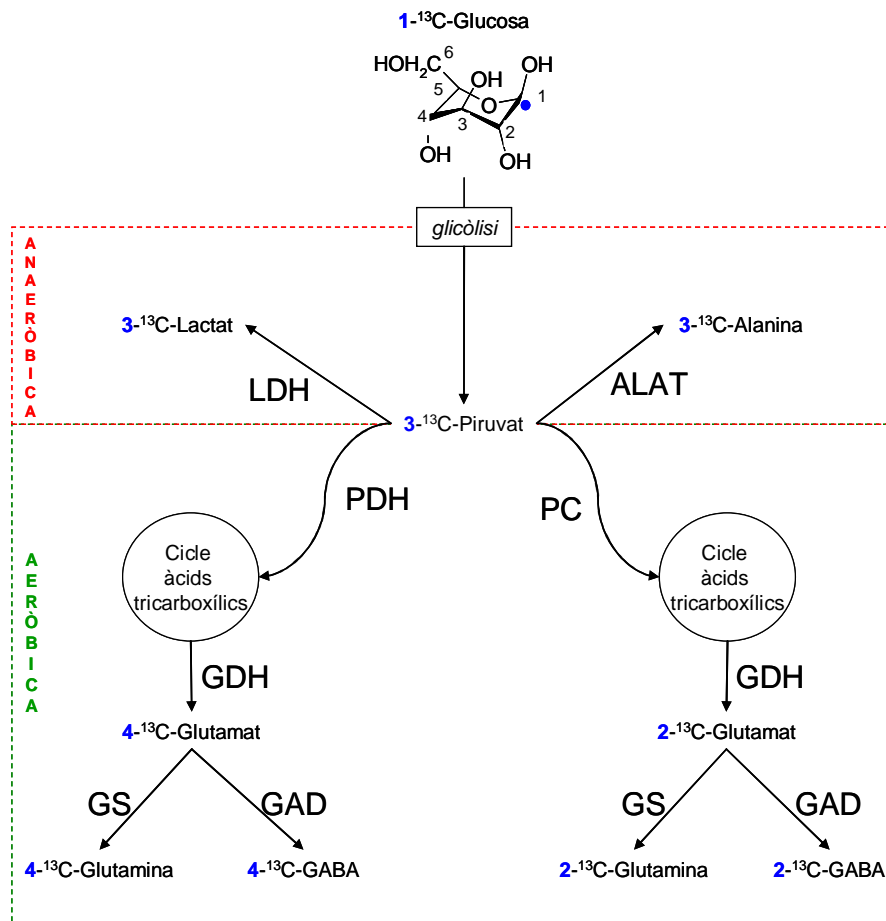 1-¹³C-Glucosa
6
HOH₂C
OH
OH
5
O
1
4
3
2
OH
OH
glicòlisi
ANAERÒBICA
3-¹³C-Lactat
3-¹³C-Alanina
LDH
ALAT
3-¹³C-Piruvat
PDH
PC
AERÒBICA
Cicle
àcids
tricarboxílics
Cicle
àcids
tricarboxílics
GDH
GDH
4-¹³C-Glutamat
2-¹³C-Glutamat
GS
GAD
GS
GAD
4-¹³C-Glutamina
4-¹³C-GABA
2-¹³C-Glutamina
2-¹³C-GABA